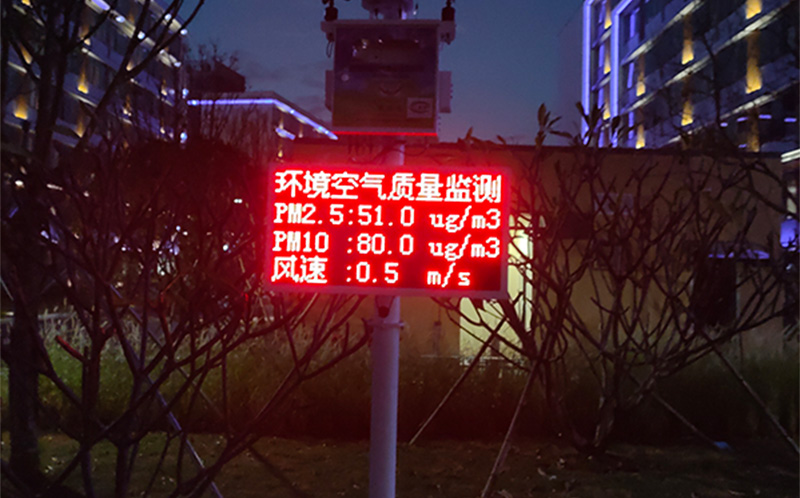 环境空气质量监测
PM2.5:51.0 ug/m3
PM10 :80.0 ug/m3
风速 :0.5 m/s